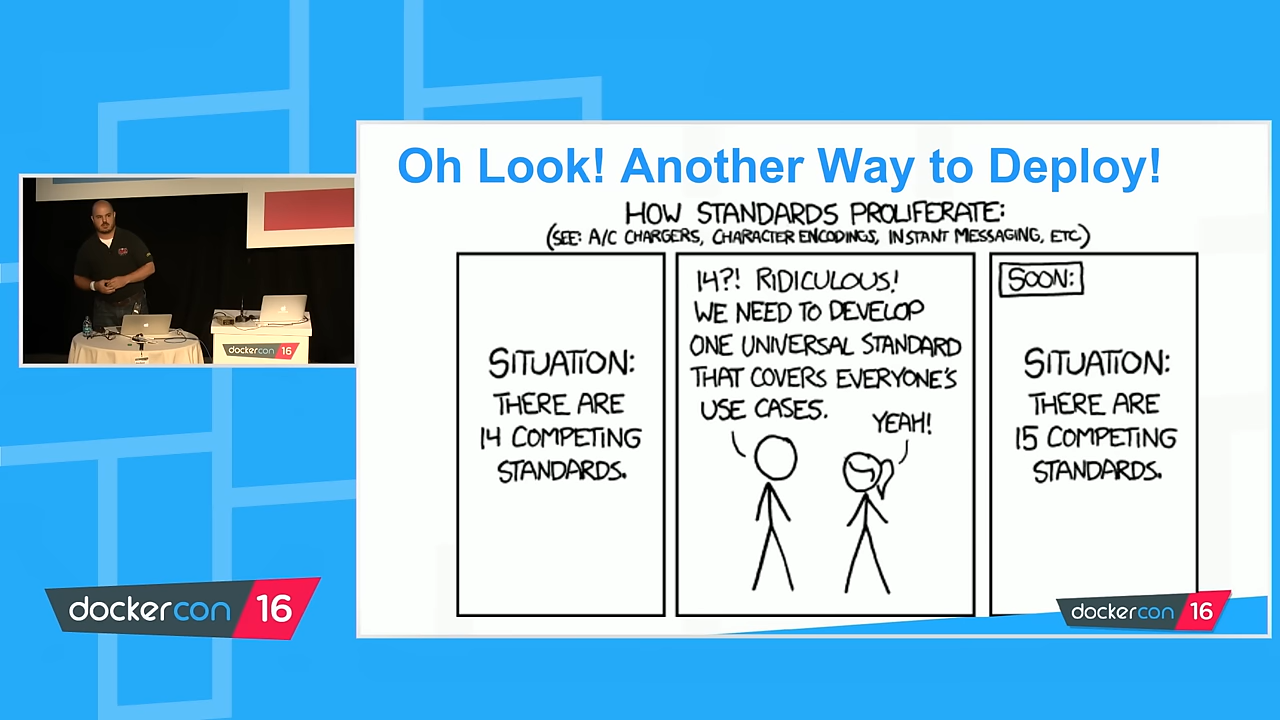 Oh Look! Another Way to Deploy!
HOW STANDARDS PROLIFERATE:
(SEE: A/C CHARGERS, CHARACTER ENCODINGS, INSTANT MESSAGING, ETC)
SITUATION:
THERE ARE
14 COMPETING
STANDARDS.
14?! RIDICULOUS!
WE NEED TO DEVELOP
ONE UNIVERSAL STANDARD
THAT COVERS EVERYONE'S
USE CASES.
YEAH!
SOON:
SITUATION:
THERE ARE
15 COMPETING
STANDARDS.
dockercon 16
dockercon 16
dockercon 16